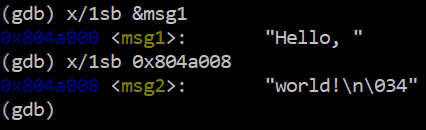 (gdb) x/1sb &msg1
0x804a000 <msg1>: "Hello, "
(gdb) x/1sb 0x804a008
0x804a008 <msg2>: "world!\n\034"
(gdb)